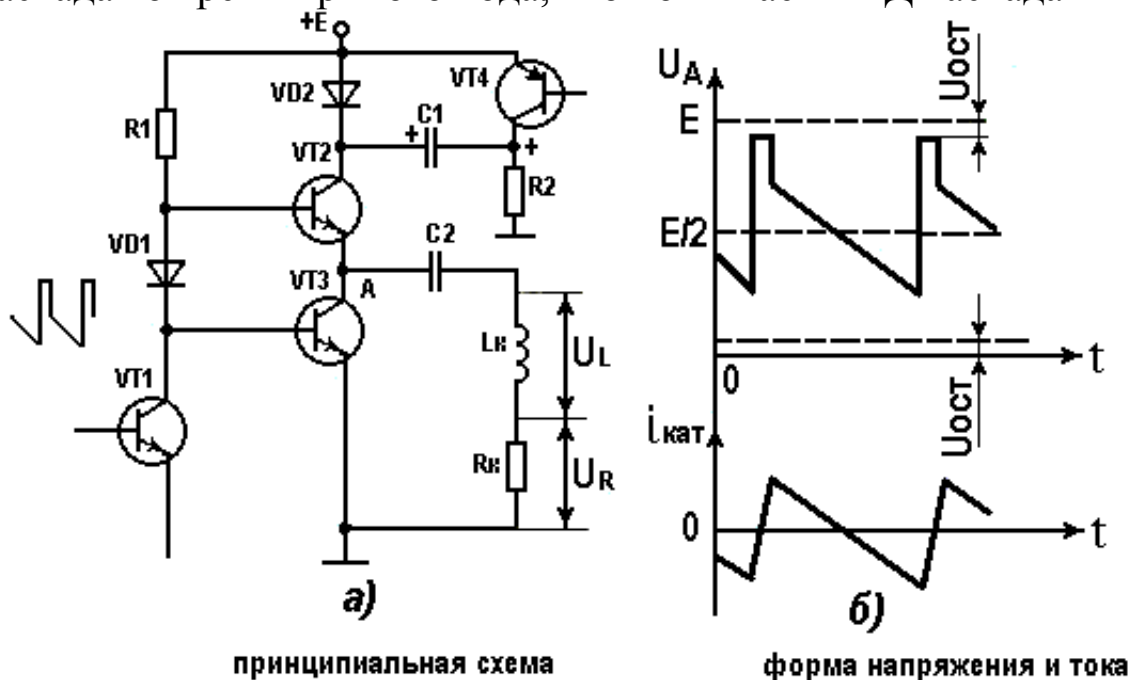 +E
VT4
VD2
C1
R1
+
+
VT2
R2
C2
VD1
VT3
A
Lк
UL
VT1
Rк
UR
а)
принципиальная схема
UА
Uост
E
E/2
0
t
Uост
iкат
0
t
б)
форма напряжения и тока